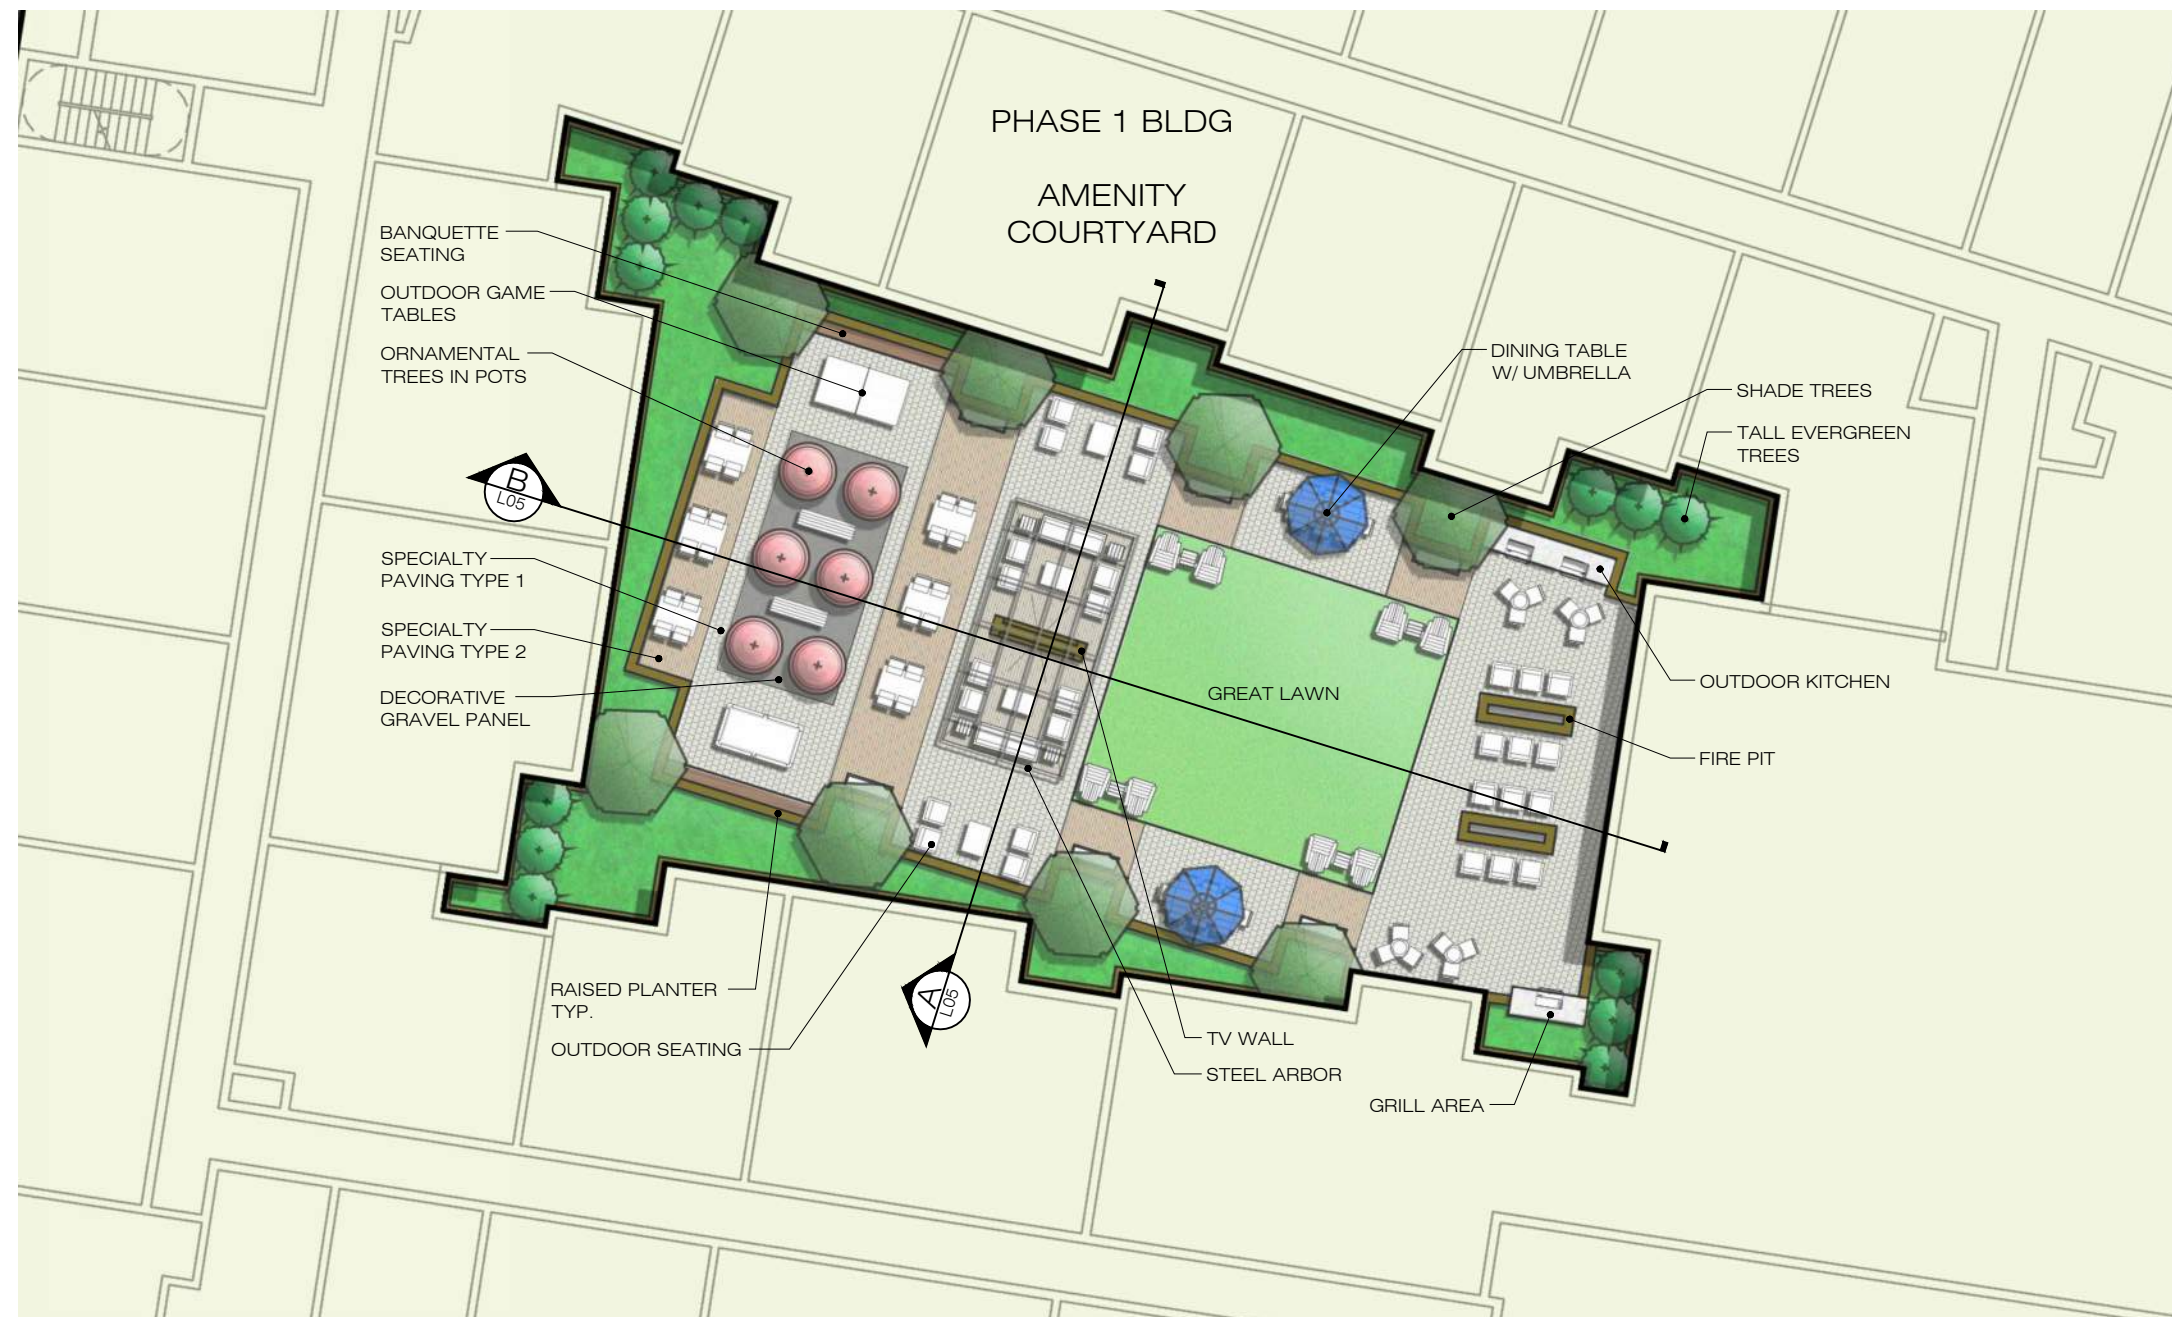 PHASE 1 BLDG
AMENITY
COURTYARD
BANQUETTE
SEATING
OUTDOOR GAME
TABLES
ORNAMENTAL
TREES IN POTS
B
L05
SPECIALTY
PAVING TYPE 1
SPECIALTY
PAVING TYPE 2
DECORATIVE
GRAVEL PANEL
DINING TABLE
W/ UMBRELLA
SHADE TREES
TALL EVERGREEN
TREES
GREAT LAWN
OUTDOOR KITCHEN
FIRE PIT
RAISED PLANTER
TYP.
OUTDOOR SEATING
A
L05
TV WALL
STEEL ARBOR
GRILL AREA